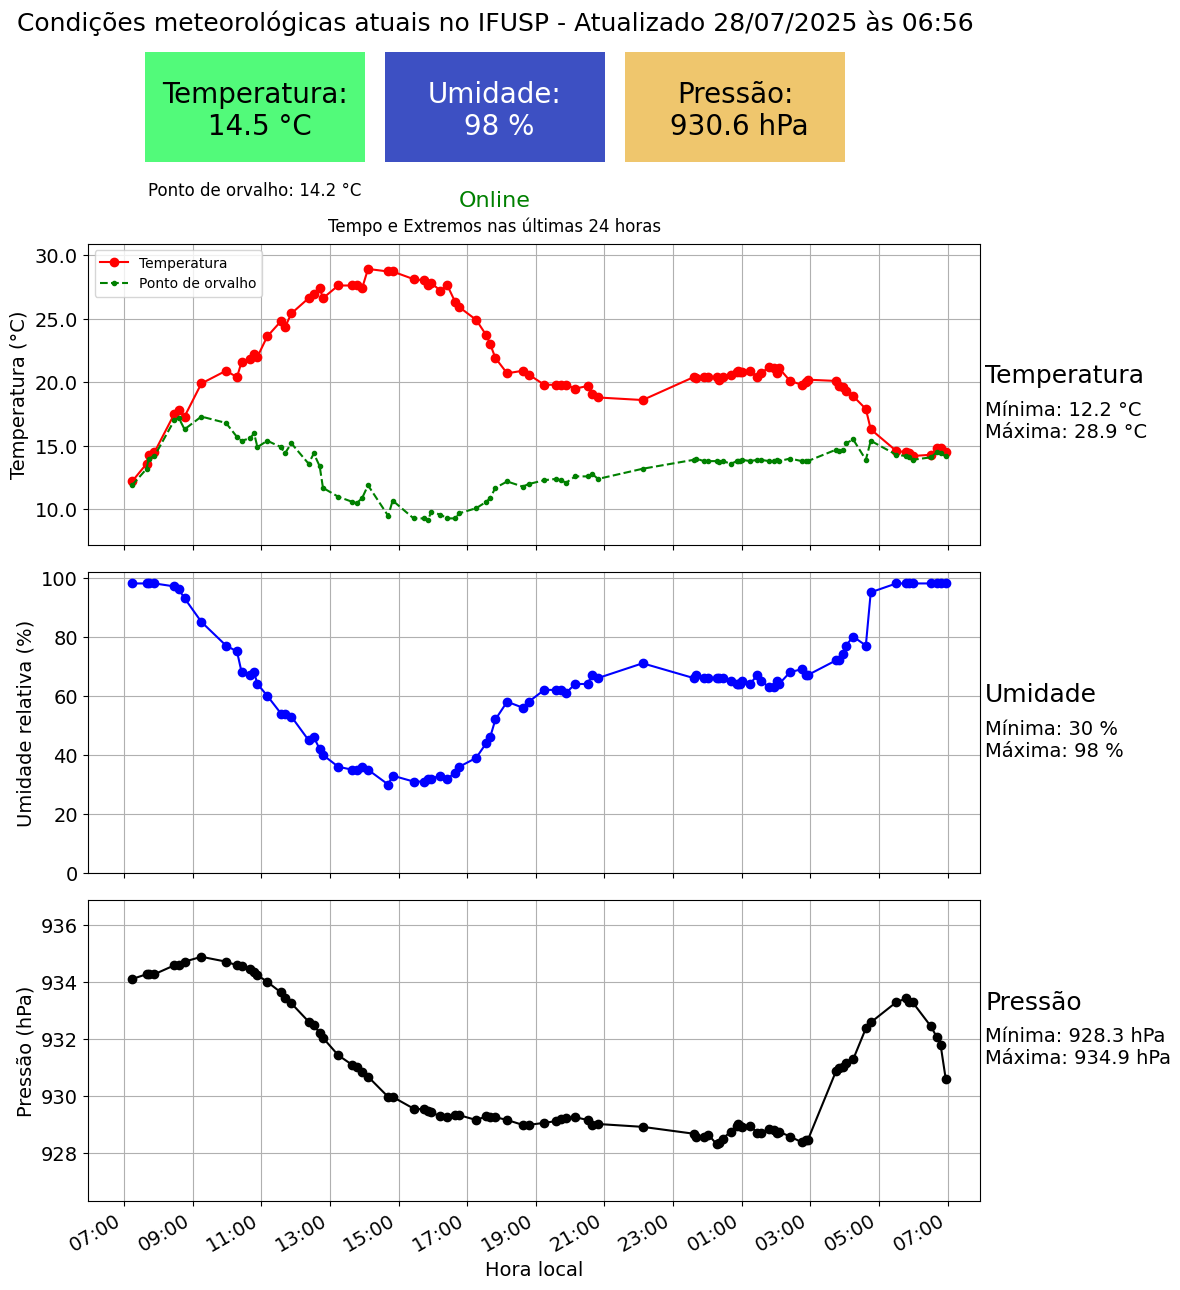 Condições meteorológicas atuais no IFUSP - Atualizado 28/07/2025 às 06:56
Temperatura:
14.5 °C
Umidade:
98 %
Pressão:
930.6 hPa
Ponto de orvalho: 14.2 °C
Online
Tempo e Extremos nas últimas 24 horas
Temperatura
Ponto de orvalho
Temperatura (°C)
30.0
25.0
20.0
15.0
10.0
Temperatura
Mínima: 12.2 °C
Máxima: 28.9 °C
Umidade relativa (%)
100
80
60
40
20
0
Umidade
Mínima: 30 %
Máxima: 98 %
Pressão (hPa)
936
934
932
930
928
Pressão
Mínima: 928.3 hPa
Máxima: 934.9 hPa
07:00
09:00
11:00
13:00
15:00
17:00
19:00
21:00
23:00
01:00
03:00
05:00
07:00
Hora local